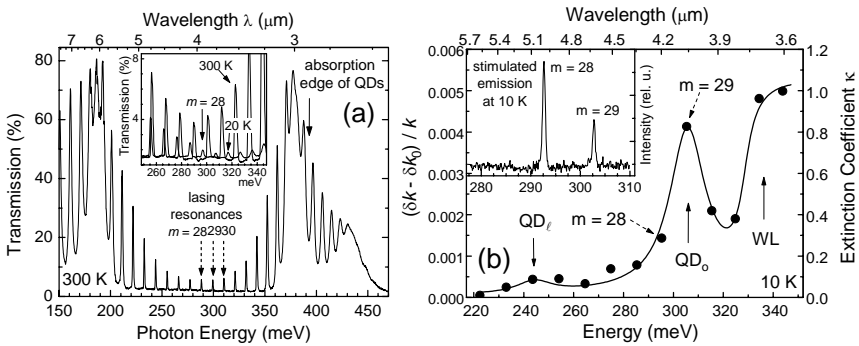 Wavelength λ (μm)
7 6 5 4 3
Transmission (%)
80
60
40
20
0
Transmission (%)
8
4
300 K
m = 28
20 K
260 280 300 320 340
meV
absorption
edge of QDs
(a)
lasing
resonances
m = 28 29 30
300 K
150 200 250 300 350 400 450
Photon Energy (meV)
Wavelength (μm)
5.7 5.4 5.1 4.8 4.5 4.2 3.9 3.6
(δk - δk₀) / k
0.006
0.005
0.004
0.003
0.002
0.001
0.000
stimulated
emission
at 10 K
m = 28
m = 29
Intensity (rel. u.)
280 290 300 310
m = 29
m = 28
QDℓ
QDo
WL
(b)
10 K
1.2
1.0
0.8
0.6
0.4
0.2
0.0
Extinction Coefficient κ
220 240 260 280 300 320 340
Energy (meV)